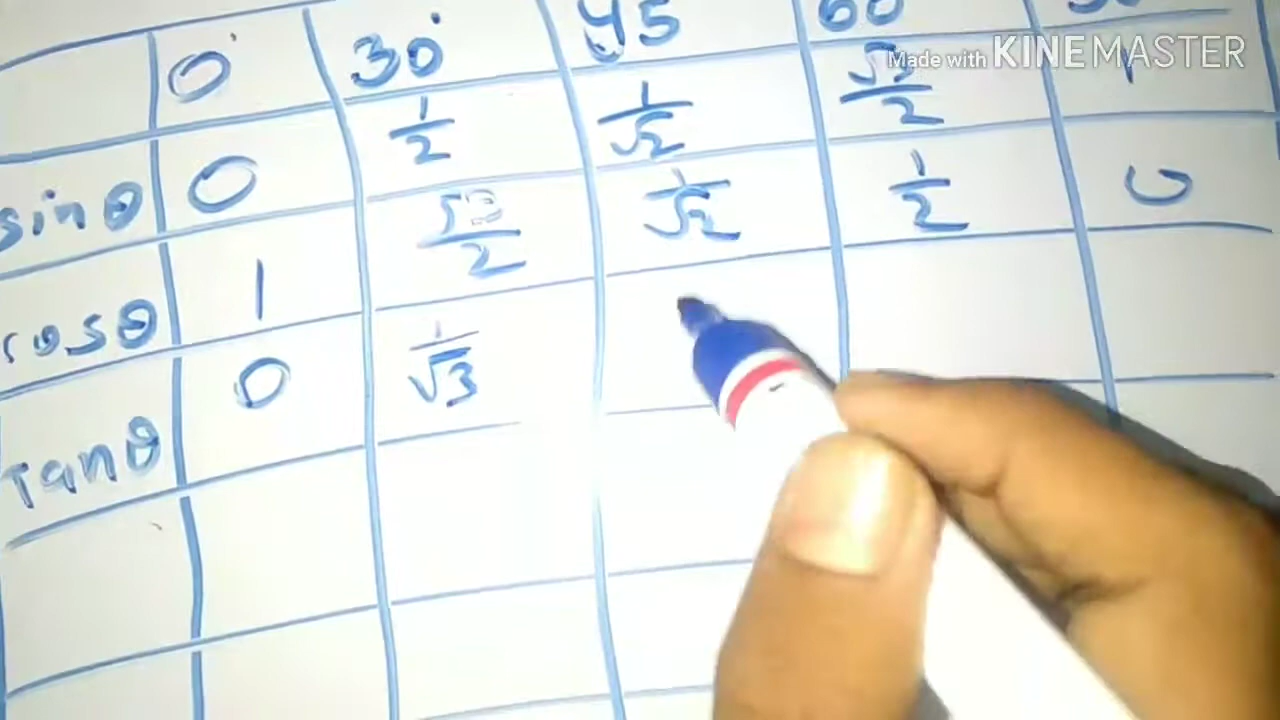 0° 30° 45 60
Made with KINEMASTER
sinθ 0 1/2 1/√2 √3/2 1
cosθ 1 √3/2 1/√2 1/2 0
tanθ 0 1/√3